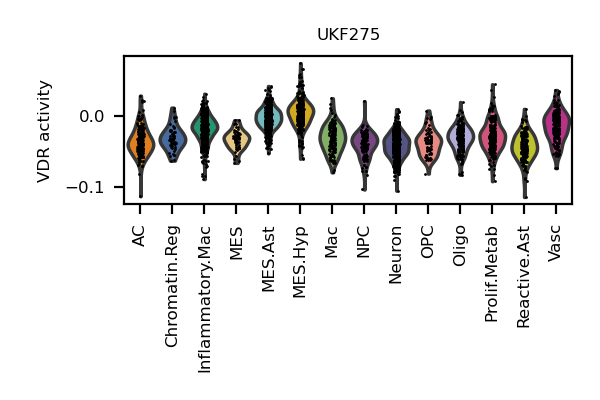 UKF275
VDR activity
0.0
−0.1
AC
Chromatin.Reg
Inflammatory.Mac
MES
MES.Ast
MES.Hyp
Mac
NPC
Neuron
OPC
Oligo
Prolif.Metab
Reactive.Ast
Vasc